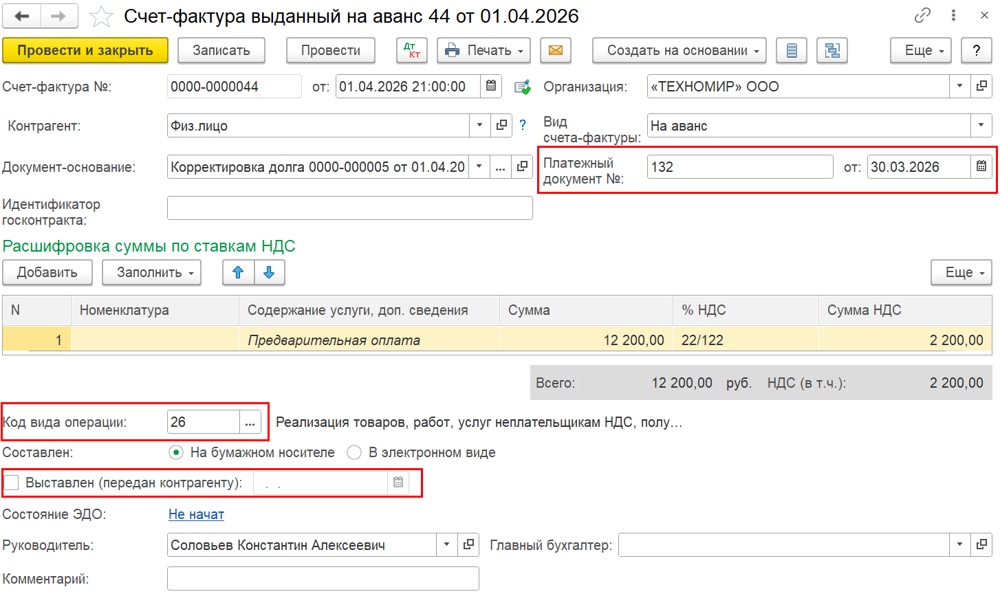 Счет-фактура выданный на аванс 44 от 01.04.2026
Провести и закрыть Записать Провести Дт Кт Печать Создать на основании Еще ?
Счет-фактура №: 0000-0000044 от: 01.04.2026 21:00:00 Организация: «ТЕХНОМИР» ООО
Контрагент: Физ.лицо ? Вид счета-фактуры: На аванс
Документ-основание: Корректировка долга 0000-000005 от 01.04.20 ... Платежный документ №: 132 от: 30.03.2026
Идентификатор госконтракта:
Расшифровка суммы по ставкам НДС
Добавить Заполнить Еще
N Номенклатура Содержание услуги, доп. сведения Сумма % НДС Сумма НДС
1 Предварительная оплата 12 200,00 22/122 2 200,00
Всего: 12 200,00 руб. НДС (в т.ч.): 2 200,00
Код вида операции: 26 ... Реализация товаров, работ, услуг неплательщикам НДС, полу...
Составлен: На бумажном носителе В электронном виде
Выставлен (передан контрагенту): . .
Состояние ЭДО: Не начат
Руководитель: Соловьев Константин Алексеевич Главный бухгалтер:
Комментарий: